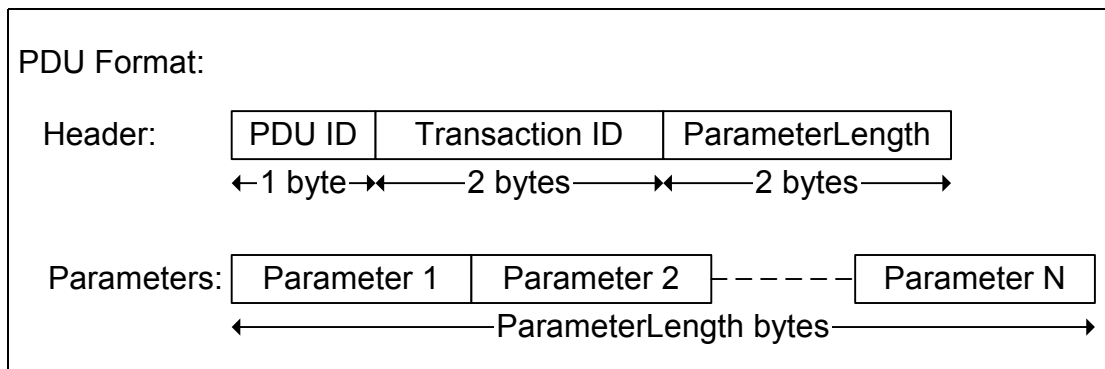 PDU Format:
Header: PDU ID Transaction ID ParameterLength
1 byte 2 bytes 2 bytes
Parameters: Parameter 1 Parameter 2 Parameter N
ParameterLength bytes